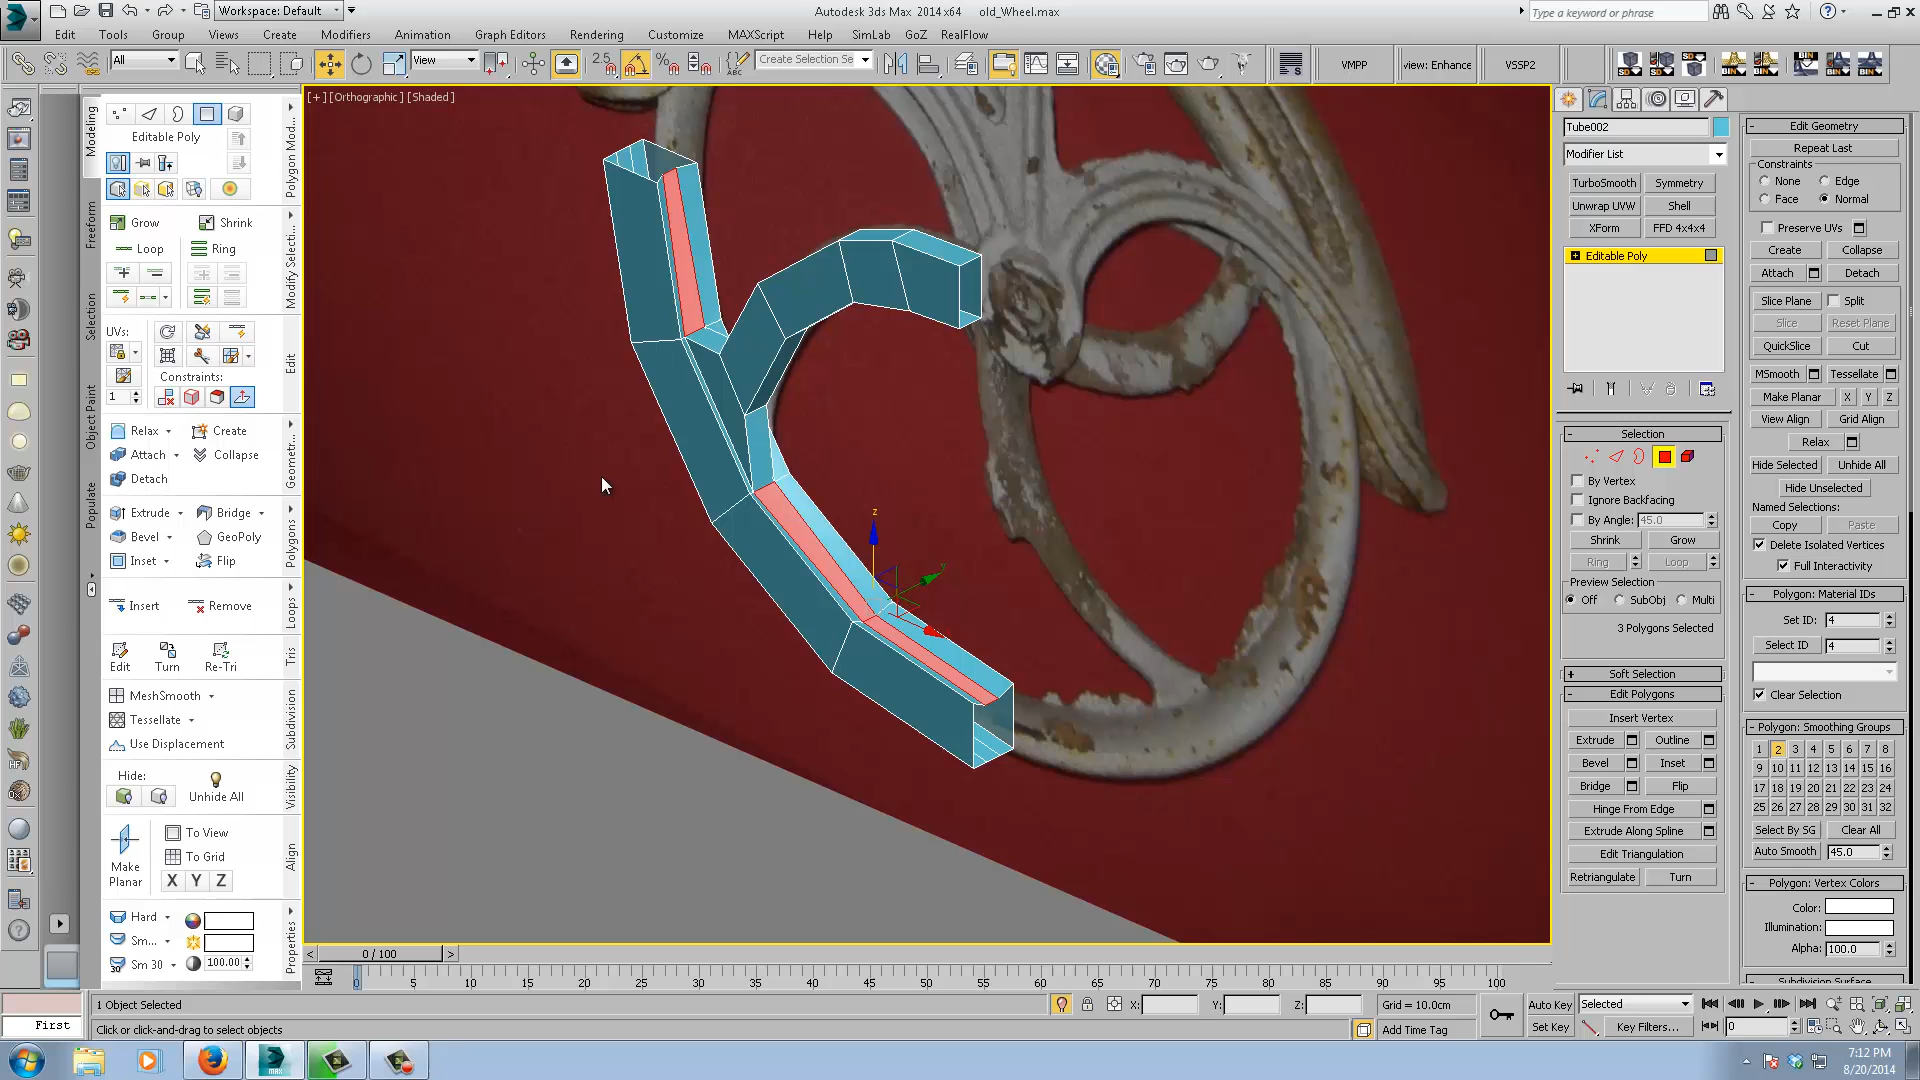 Workspace: Default
Autodesk 3ds Max 2014 x64 old_Wheel.max
Type a keyword or phrase
Edit Tools Group Views Create Modifiers Animation Graph Editors Rendering Customize MAXScript Help SimLab GoZ RealFlow
All View 2.5 Create Selection Se VMPP view: Enhance VSSP2
[+] [Orthographic] [Shaded]
Modeling
Freeform
Selection
Object Paint
Populate
Editable Poly
Polygon Mod...
Grow Shrink
Loop Ring
Modify Selecti...
UVs:
Constraints:
1
Edit
Relax Create
Attach Collapse
Detach
Geometr...
Extrude Bridge
Bevel GeoPoly
Inset Flip
Polygons
Insert Remove
Loops
Edit Turn Re-Tri
Tris
MeshSmooth
Tessellate
Use Displacement
Subdivision
Hide:
Unhide All
Visibility
To View
To Grid
Make
Planar
X Y Z
Align
Hard
Sm...
Sm 30 100.00
Properties
z
Tube002
Modifier List
TurboSmooth Symmetry
Unwrap UVW Shell
XForm FFD 4x4x4
Editable Poly
Selection
By Vertex
Ignore Backfacing
By Angle: 45.0
Shrink Grow
Ring Loop
Preview Selection
Off SubObj Multi
3 Polygons Selected
Soft Selection
Edit Polygons
Insert Vertex
Extrude Outline
Bevel Inset
Bridge Flip
Hinge From Edge
Extrude Along Spline
Edit Triangulation
Retriangulate Turn
Edit Geometry
Repeat Last
Constraints
None Edge
Face Normal
Preserve UVs
Create Collapse
Attach Detach
Slice Plane Split
Slice Reset Plane
QuickSlice Cut
MSmooth Tessellate
Make Planar X Y Z
View Align Grid Align
Relax
Hide Selected Unhide All
Hide Unselected
Named Selections:
Copy Paste
Delete Isolated Vertices
Full Interactivity
Polygon: Material IDs
Set ID: 4
Select ID 4
Clear Selection
Polygon: Smoothing Groups
1 2 3 4 5 6 7 8
9 10 11 12 13 14 15 16
17 18 19 20 21 22 23 24
25 26 27 28 29 30 31 32
Select By SG Clear All
Auto Smooth 45.0
Polygon: Vertex Colors
Color:
Illumination:
Alpha: 100.0
Subdivision Surface
< 0 / 100 >
0 5 10 15 20 25 30 35 40 45 50 55 60 65 70 75 80 85 90 95 100
1 Object Selected X: Y: Z: Grid = 10.0cm Auto Key Selected
First Click or click-and-drag to select objects Add Time Tag Set Key Key Filters... 0
7:12 PM
8/20/2014